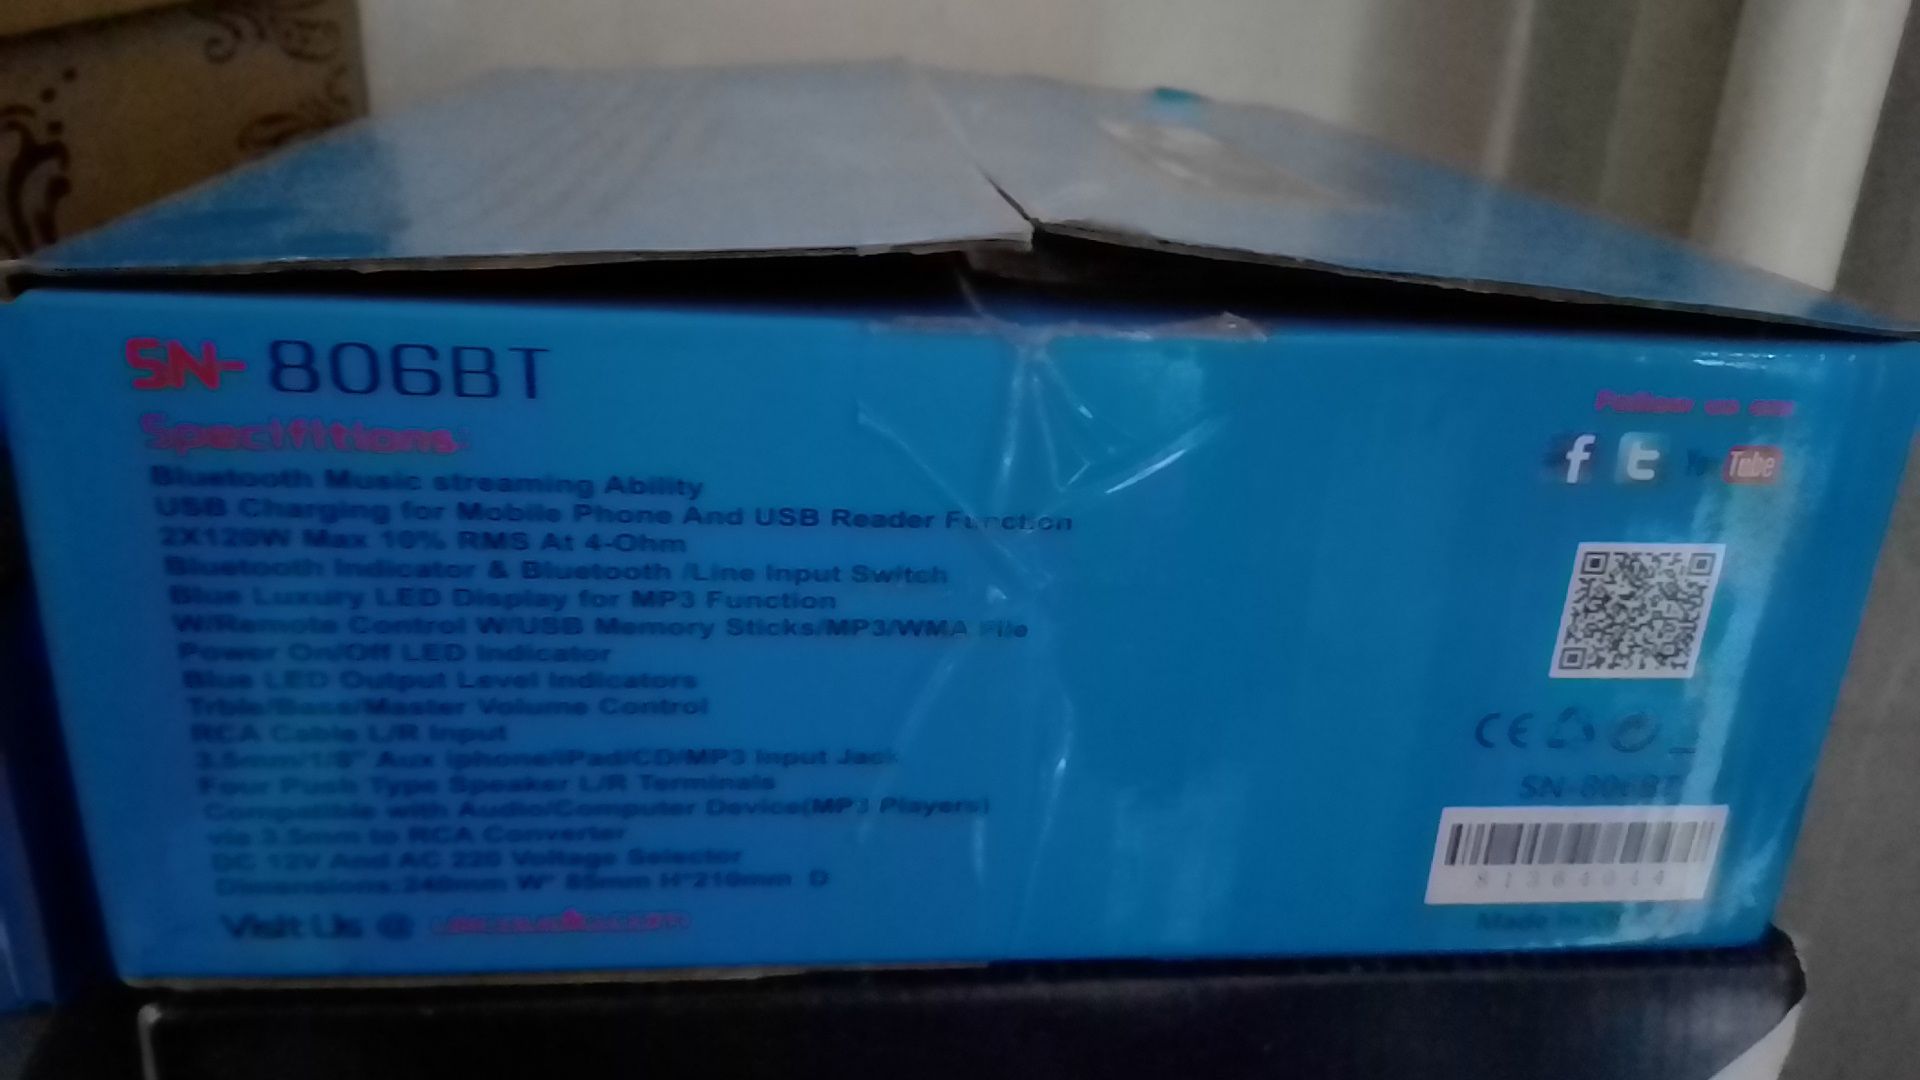 SN-806BT
Specifitions:
Bluetooth Music streaming Ability
USB Charging for Mobile Phone And USB Reader Function
2X120W Max 10% RMS At 4-Ohm
Bluetooth Indicator & Bluetooth /Line Input Switch
Blue Luxury LED Display for MP3 Function
W/Remote Control W/USB Memory Sticks/MP3/WMA File
Power On/Off LED Indicator
Blue LED Output Level Indicators
Trble/Bass/Master Volume Control
RCA Cable L/R Input
3.5mm/1/8" Aux iphone/iPad/CD/MP3 Input Jack
Four Push Type Speaker L/R Terminals
Compatible with Audio/Computer Device(MP3 Players)
via 3.5mm to RCA Converter
DC 12V And AC 220 Voltage Selector
Dimensions:240mm W* 85mm H*210mm D
Visit Us @
Follow us on
f
t
You Tube
CE
SN-806BT
Made In